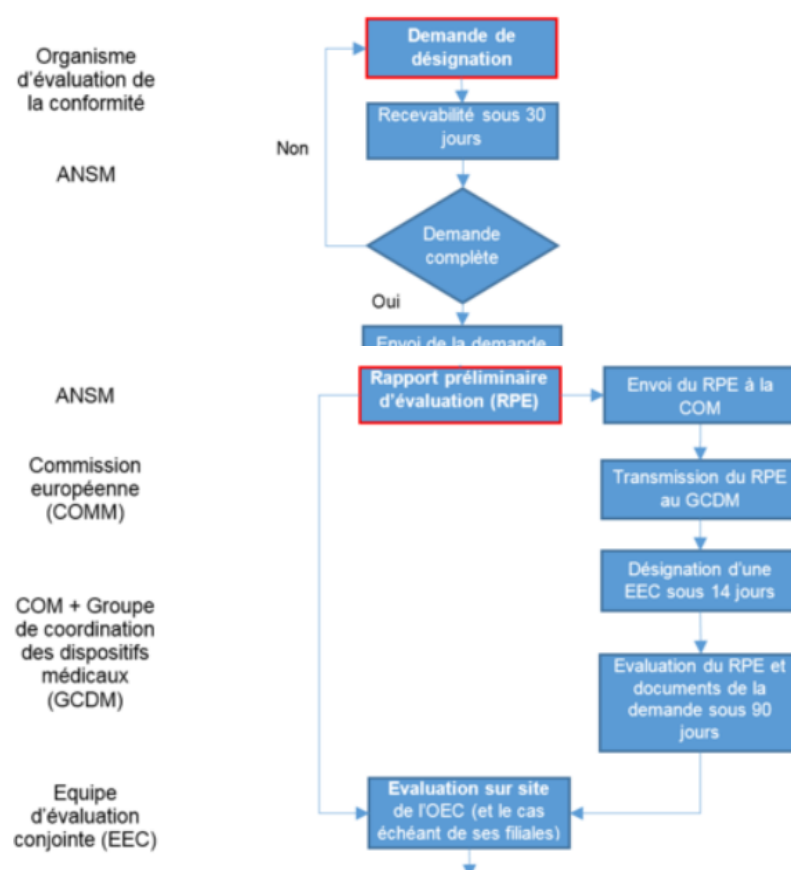 Organisme
d'évaluation de
la conformité
Demande de
désignation
Recevabilité sous 30
jours
Non
ANSM
Demande
complète
Oui
Envoi de la demande
ANSM
Rapport préliminaire
d'évaluation (RPE)
Envoi du RPE à la
COM
Commission
européenne
(COMM)
Transmission du RPE
au GCDM
Désignation d'une
EEC sous 14 jours
COM + Groupe
de coordination
des dispositifs
médicaux
(GCDM)
Evaluation du RPE et
documents de la
demande sous 90
jours
Equipe
d'évaluation
conjointe (EEC)
Evaluation sur site
de l'OEC (et le cas
échéant de ses filiales)